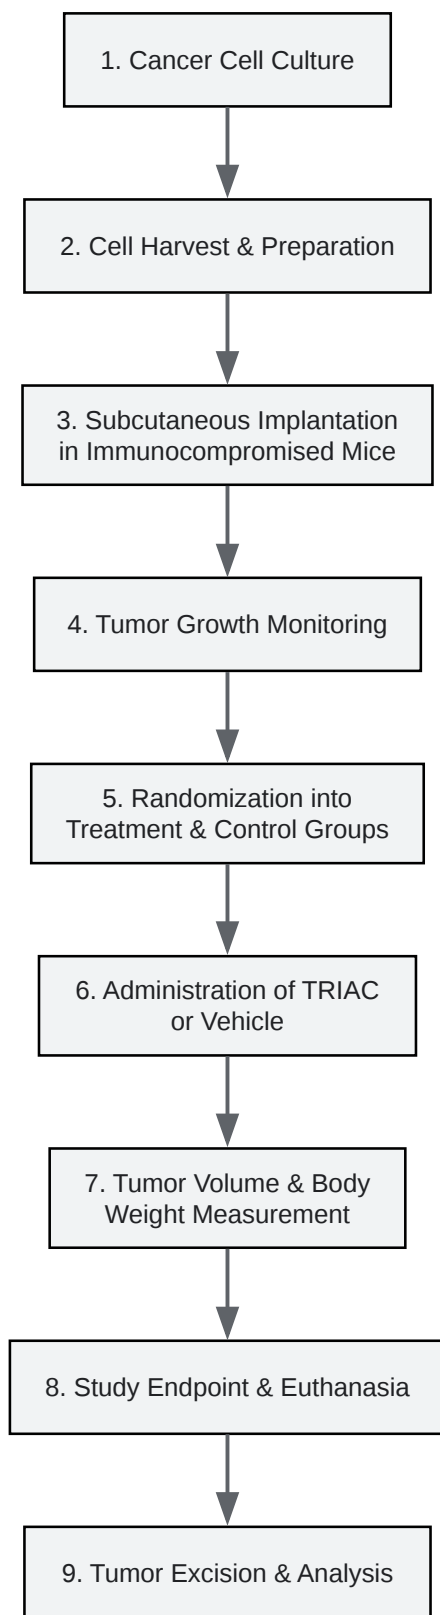 1. Cancer Cell Culture
2. Cell Harvest & Preparation
3. Subcutaneous Implantation
in Immunocompromised Mice
4. Tumor Growth Monitoring
5. Randomization into
Treatment & Control Groups
6. Administration of TRIAC
or Vehicle
7. Tumor Volume & Body
Weight Measurement
8. Study Endpoint & Euthanasia
9. Tumor Excision & Analysis